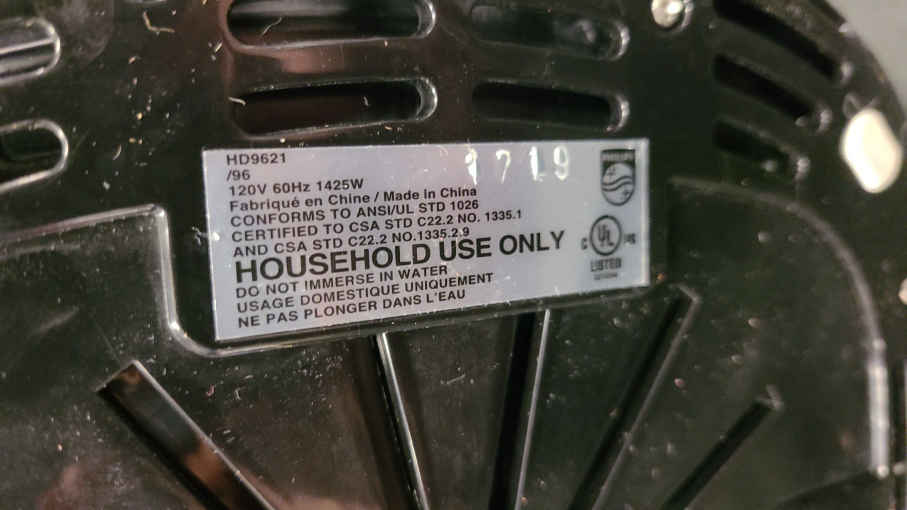 HD9621
/96
1719
120V 60Hz 1425W
Fabriqué en Chine / Made in China
CONFORMS TO ANSI/UL STD 1026
CERTIFIED TO CSA STD C22.2 NO. 1335.1
AND CSA STD C22.2 NO.1335.2.9
HOUSEHOLD USE ONLY
DO NOT IMMERSE IN WATER
USAGE DOMESTIQUE UNIQUEMENT
NE PAS PLONGER DANS L'EAU
PHILIPS
C UL US
LISTED